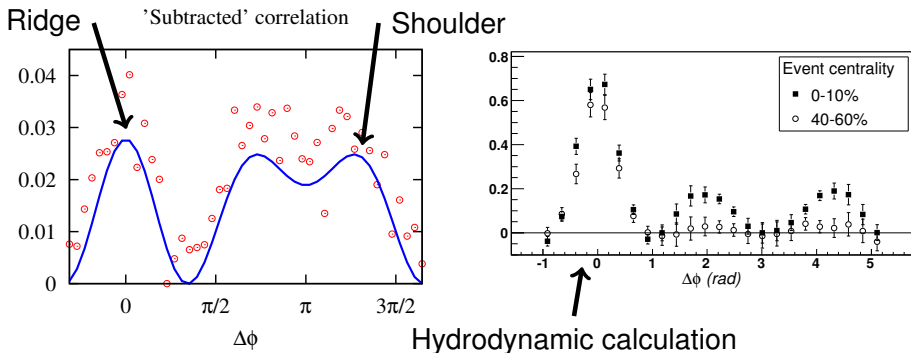 Ridge
'Subtracted' correlation
Shoulder
0.04
0.03
0.02
0.01
0
0
π/2
π
3π/2
Δϕ
Event centrality
0-10%
40-60%
0.8
0.6
0.4
0.2
0
-1
0
1
2
3
4
5
Δϕ (rad)
Hydrodynamic calculation